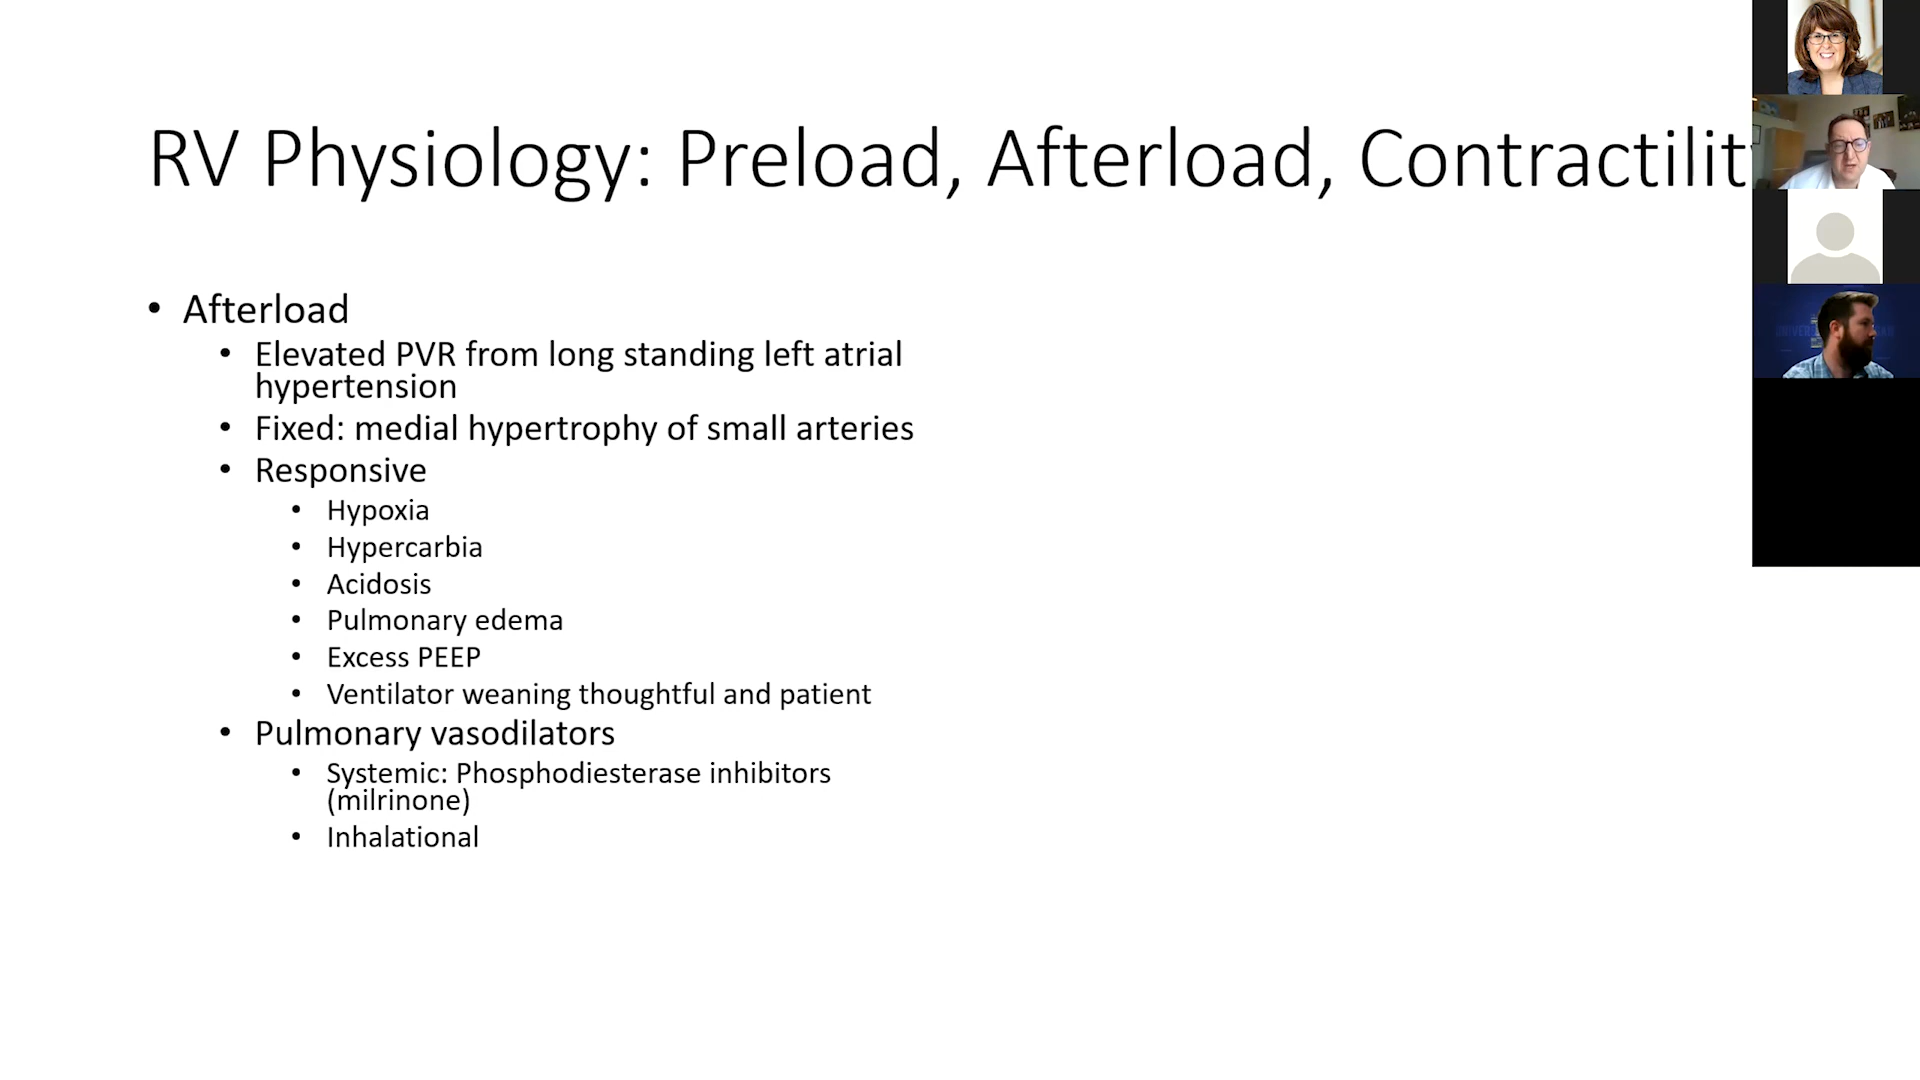 RV Physiology: Preload, Afterload, Contractilit
• Afterload
• Elevated PVR from long standing left atrial
hypertension
• Fixed: medial hypertrophy of small arteries
• Responsive
• Hypoxia
• Hypercarbia
• Acidosis
• Pulmonary edema
• Excess PEEP
• Ventilator weaning thoughtful and patient
• Pulmonary vasodilators
• Systemic: Phosphodiesterase inhibitors
(milrinone)
• Inhalational